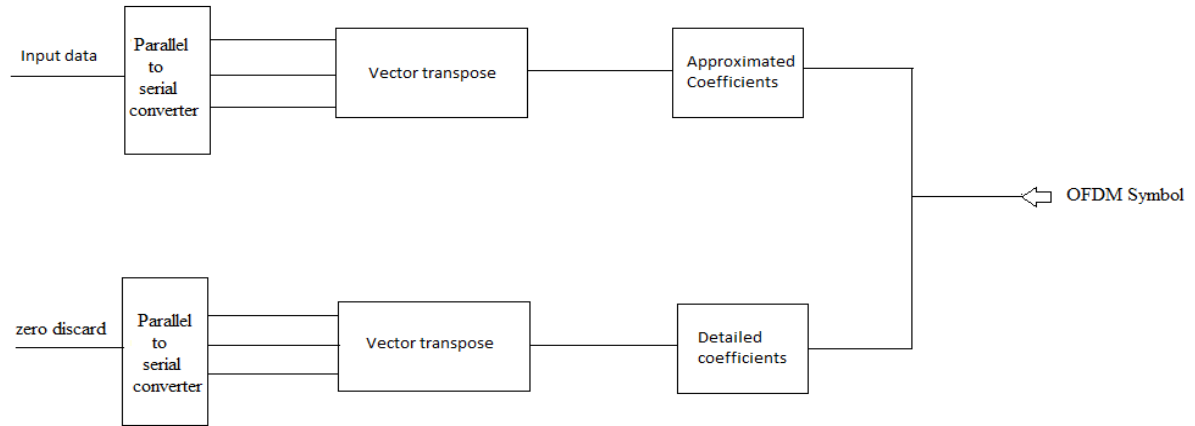 Input data
Parallel
to
serial
converter
Vector transpose
Approximated
Coefficients
OFDM Symbol
zero discard
Parallel
to
serial
converter
Vector transpose
Detailed
coefficients